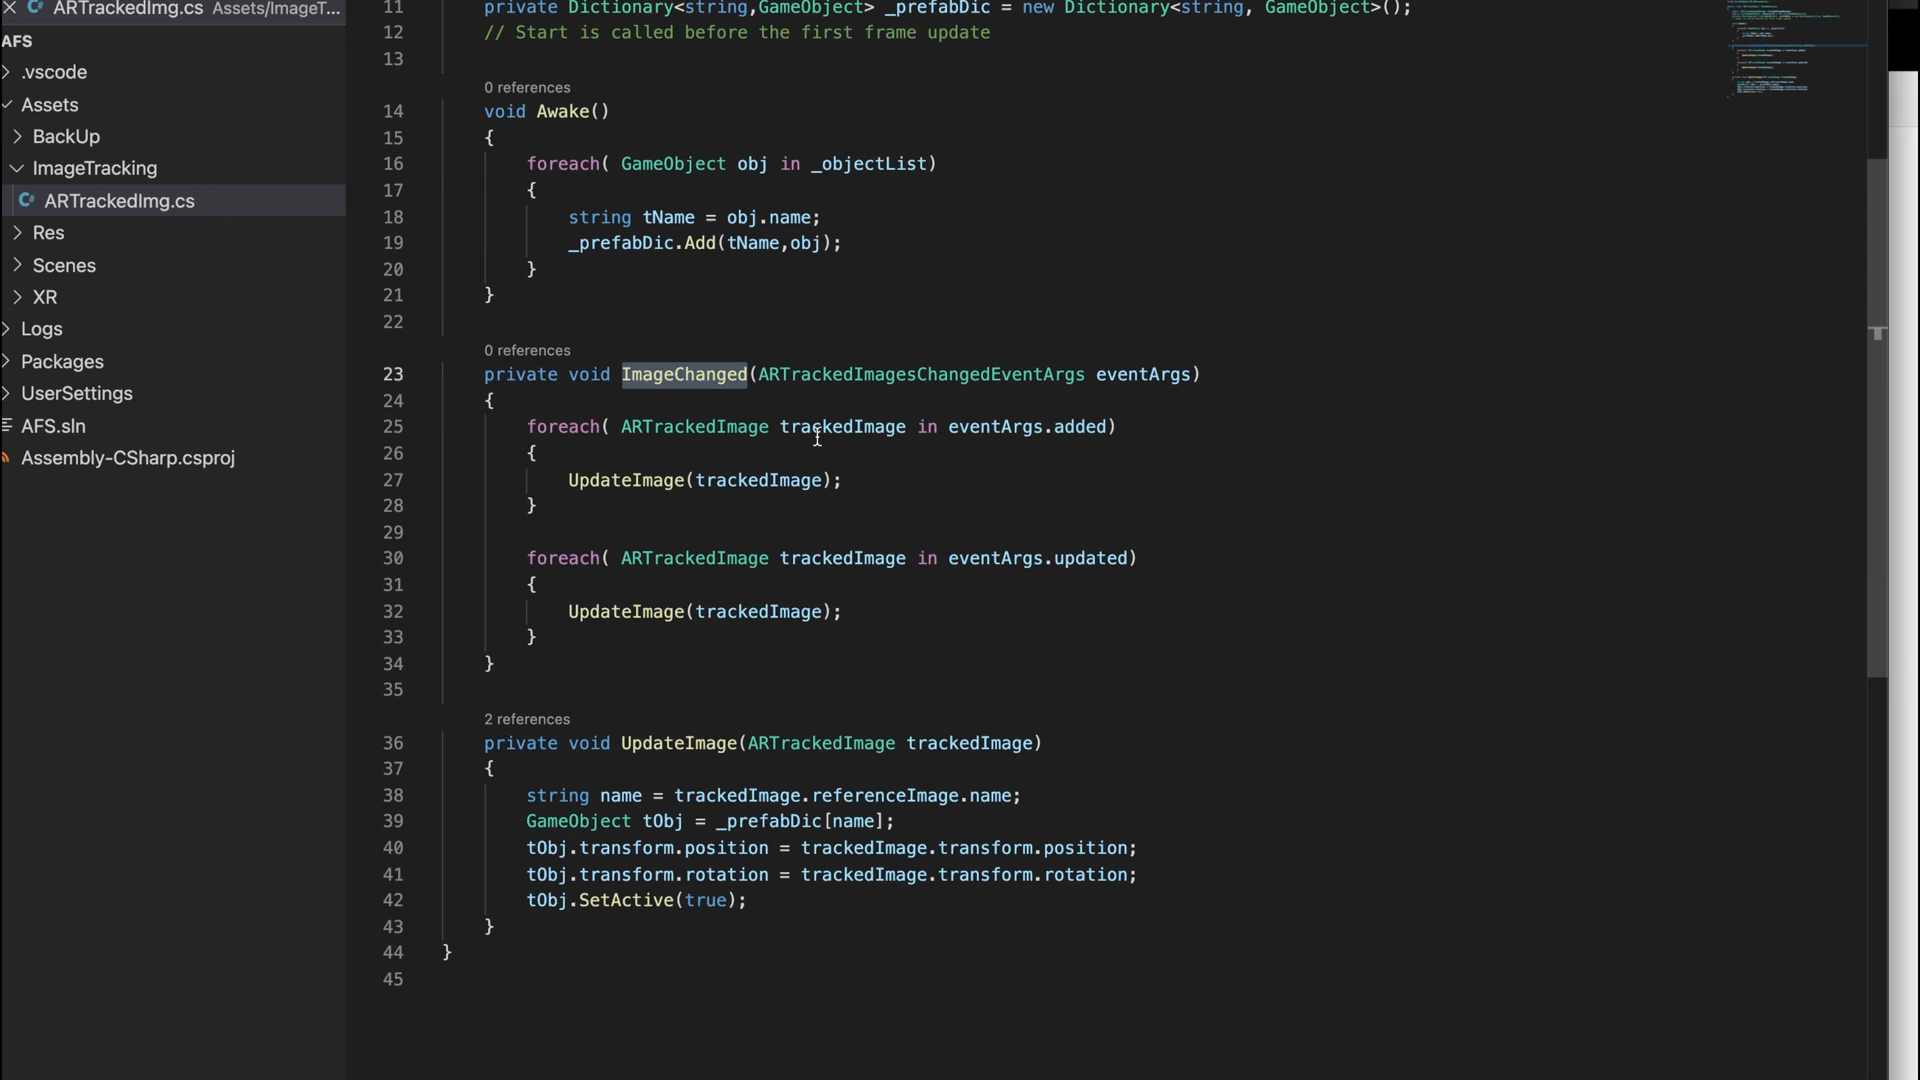 ARTrackedImg.cs Assets/ImageT...
AFS
.vscode
Assets
BackUp
ImageTracking
ARTrackedImg.cs
Res
Scenes
XR
Logs
Packages
UserSettings
AFS.sln
Assembly-CSharp.csproj
11 private Dictionary<string,GameObject> _prefabDic = new Dictionary<string, GameObject>();
12 // Start is called before the first frame update
13
0 references
14 void Awake()
15 {
16 foreach( GameObject obj in _objectList)
17 {
18 string tName = obj.name;
19 _prefabDic.Add(tName,obj);
20 }
21 }
22
0 references
23 private void ImageChanged(ARTrackedImagesChangedEventArgs eventArgs)
24 {
25 foreach( ARTrackedImage trackedImage in eventArgs.added)
26 {
27 UpdateImage(trackedImage);
28 }
29
30 foreach( ARTrackedImage trackedImage in eventArgs.updated)
31 {
32 UpdateImage(trackedImage);
33 }
34 }
35
2 references
36 private void UpdateImage(ARTrackedImage trackedImage)
37 {
38 string name = trackedImage.referenceImage.name;
39 GameObject tObj = _prefabDic[name];
40 tObj.transform.position = trackedImage.transform.position;
41 tObj.transform.rotation = trackedImage.transform.rotation;
42 tObj.SetActive(true);
43 }
44 }
45